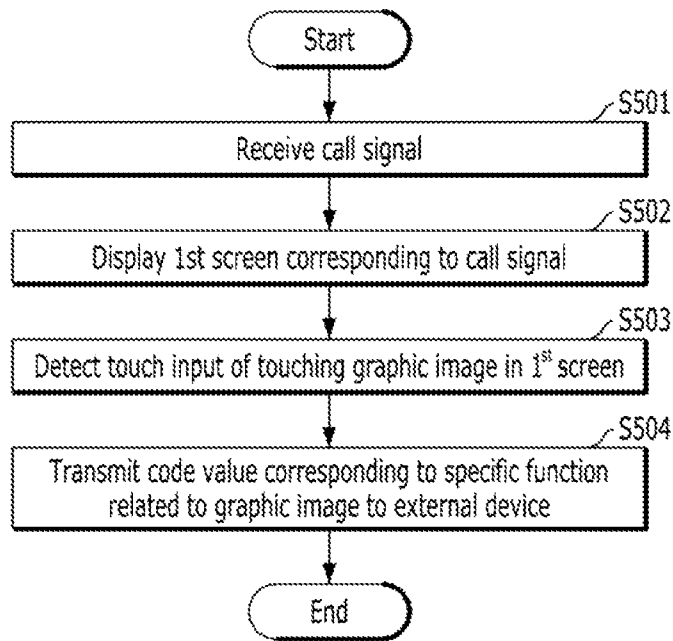 Start
S501
Receive call signal
S502
Display 1st screen corresponding to call signal
S503
Detect touch input of touching graphic image in 1st screen
S504
Transmit code value corresponding to specific function
related to graphic image to external device
End